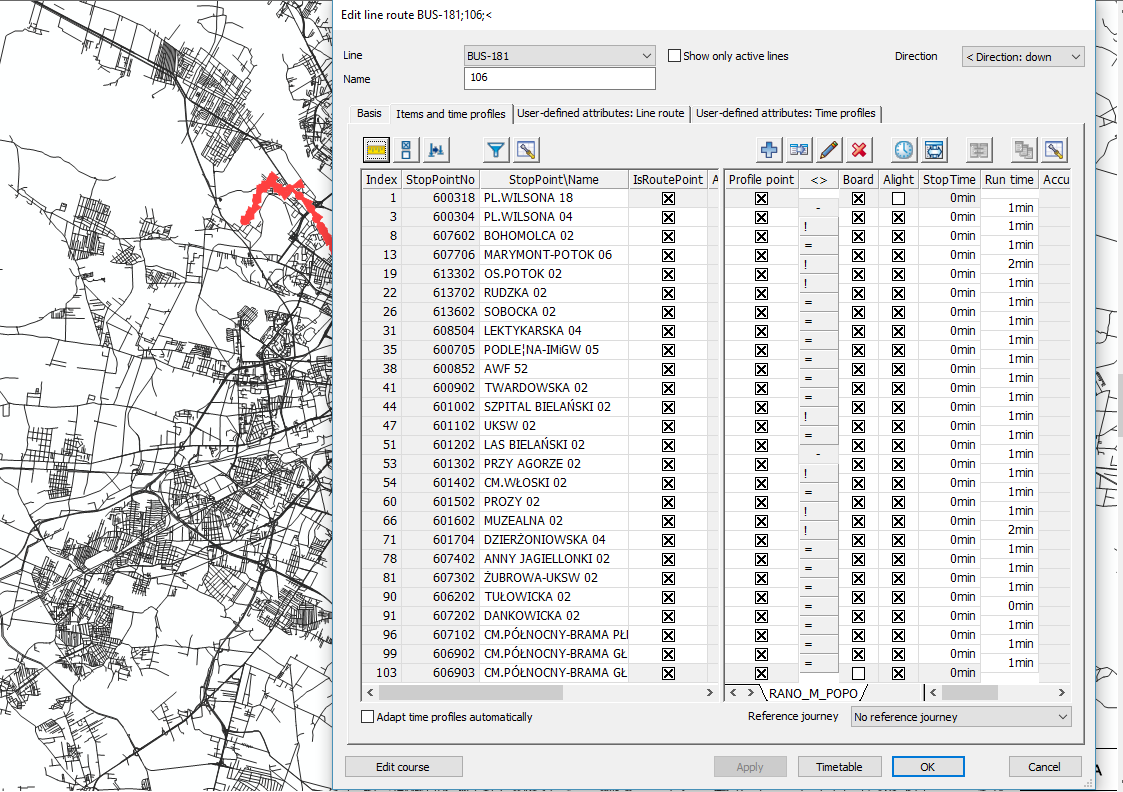 Edit line route BUS-181;106;<
Line BUS-181 Show only active lines Direction < Direction: down
Name 106
Basis Items and time profiles User-defined attributes: Line route User-defined attributes: Time profiles
Index StopPointNo StopPoint\Name IsRoutePoint A Profile point <> Board Alight StopTime Run time Accu
1 600318 PL.WILSONA 18 0min
- 1min
3 600304 PL.WILSONA 04 0min
! 1min
8 607602 BOHOMOLCA 02 0min
= 1min
13 607706 MARYMONT-POTOK 06 0min
! 2min
19 613302 OS.POTOK 02 0min
! 1min
22 613702 RUDZKA 02 0min
= 1min
26 613602 SOBOCKA 02 0min
= 1min
31 608504 LEKTYKARSKA 04 0min
= 1min
35 600705 PODLE¦NA-IMiGW 05 0min
= 1min
38 600852 AWF 52 0min
= 1min
41 600902 TWARDOWSKA 02 0min
= 1min
44 601002 SZPITAL BIELAŃSKI 02 0min
! 1min
47 601102 UKSW 02 0min
= 1min
51 601202 LAS BIELAŃSKI 02 0min
- 1min
53 601302 PRZY AGORZE 02 0min
! 1min
54 601402 CM.WŁOSKI 02 0min
= 1min
60 601502 PROZY 02 0min
! 1min
66 601602 MUZEALNA 02 0min
! 2min
71 601704 DZIERŻONIOWSKA 04 0min
= 1min
78 607402 ANNY JAGIELLONKI 02 0min
= 1min
81 607302 ŻUBROWA-UKSW 02 0min
= 1min
90 606202 TUŁOWICKA 02 0min
= 0min
91 607202 DANKOWICKA 02 0min
= 1min
96 607102 CM.PÓŁNOCNY-BRAMA PŁ 0min
= 1min
99 606902 CM.PÓŁNOCNY-BRAMA GŁ 0min
= 1min
103 606903 CM.PÓŁNOCNY-BRAMA GŁ 0min
RANO_M_POPO
Adapt time profiles automatically Reference journey No reference journey
Edit course Apply Timetable OK Cancel